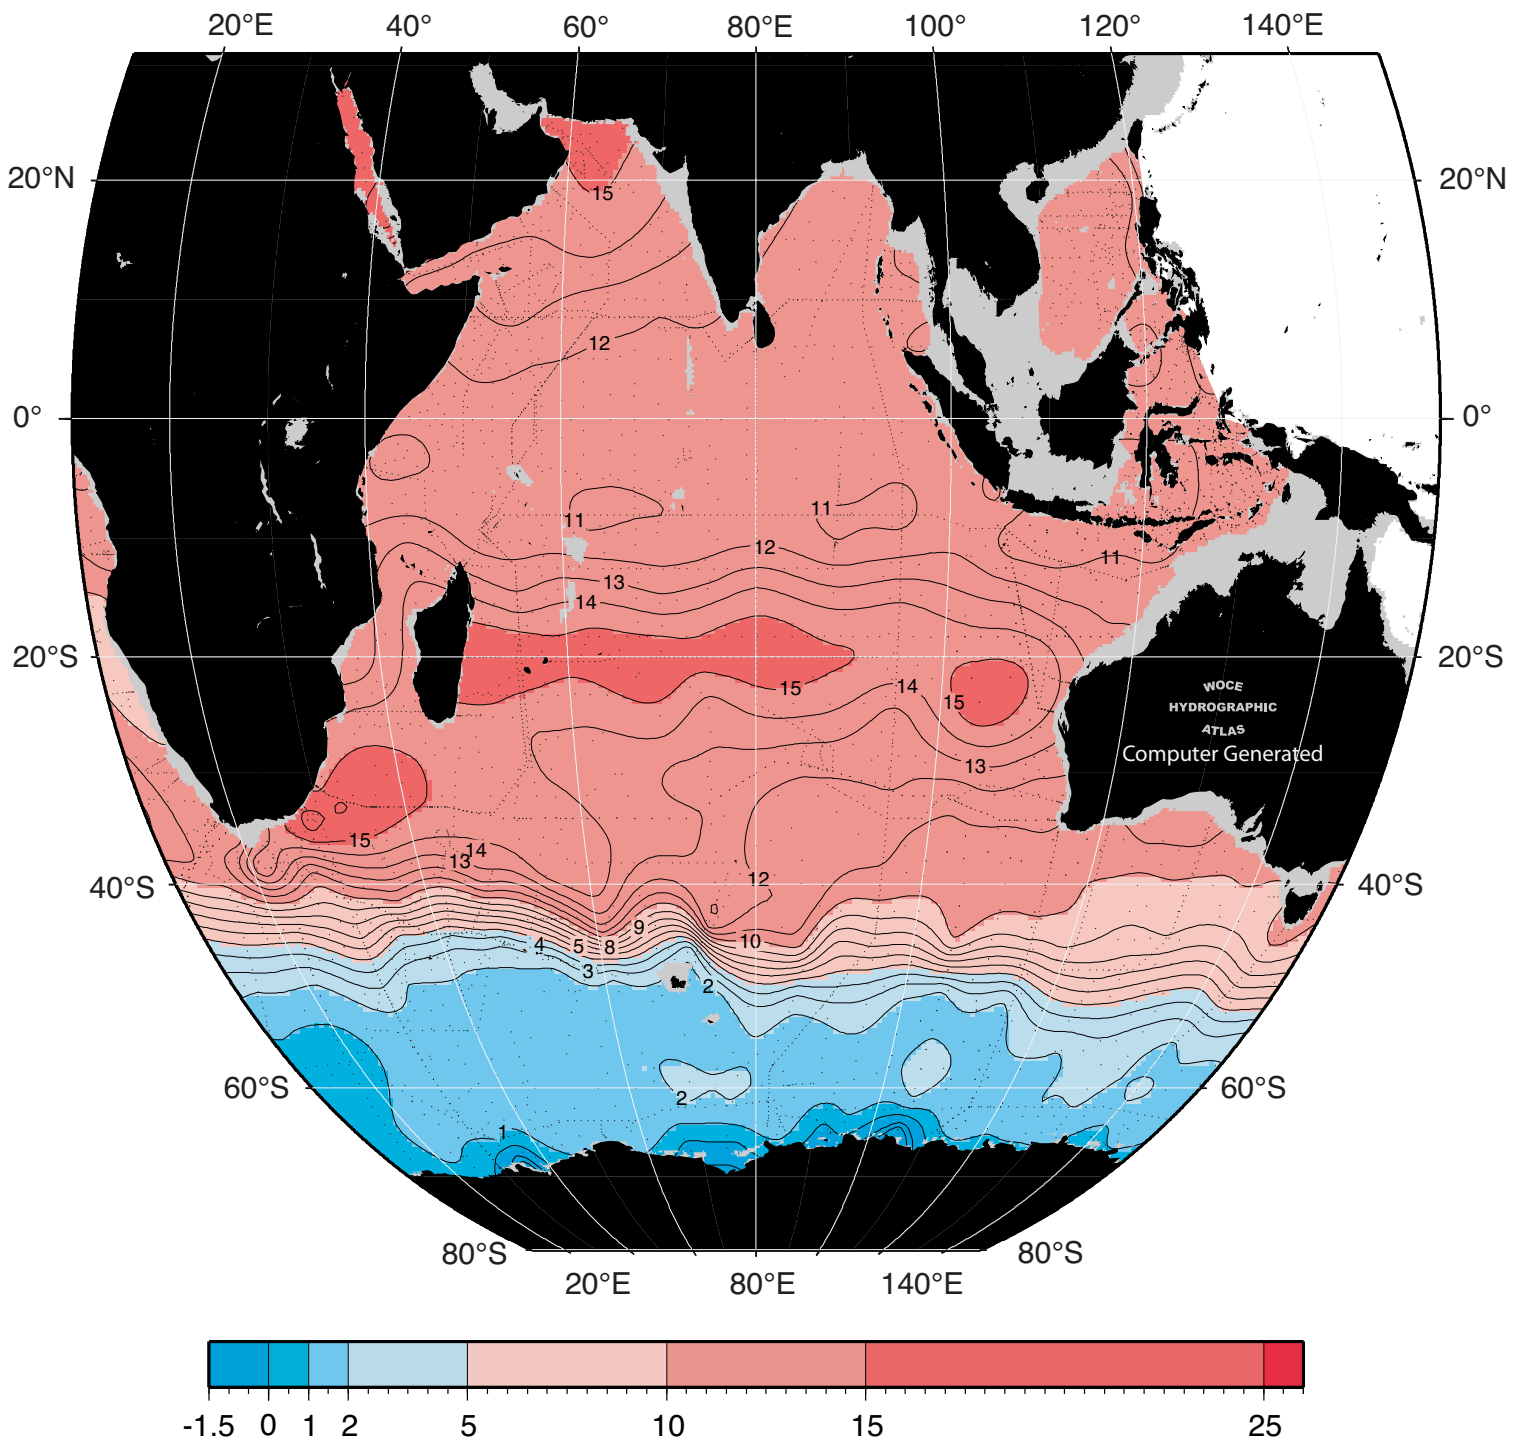 20°E 40° 60° 80°E 100° 120° 140°E
20°N 20°N
15
12
0° 0°
11 11
12 11
13
14
20°S 20°S
15 14
15
WOCE
HYDROGRAPHIC
ATLAS
Computer Generated
13
15 14
13
12
40°S 40°S
9
4 5 8 10
3
2
60°S 60°S
2
1
80°S 80°S
20°E 80°E 140°E
-1.5 0 1 2 5 10 15 25